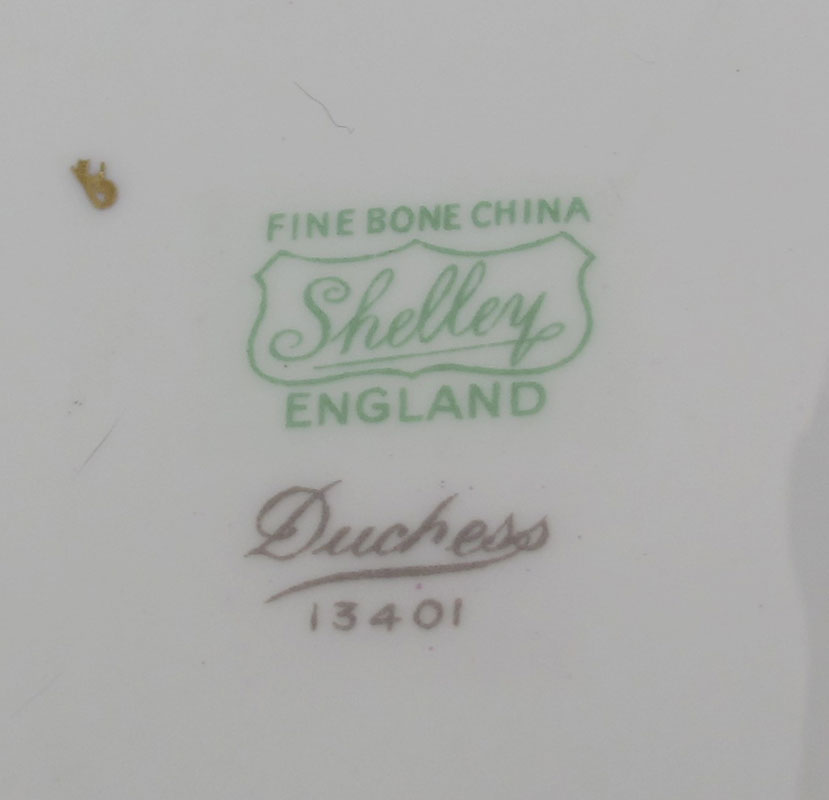 FINE BONE CHINA
Shelley
ENGLAND
Duchess
13401